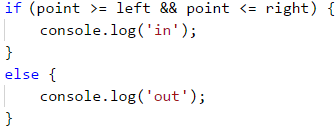 if (point >= left && point <= right) {
    console.log('in');
}
else {
    console.log('out');
}